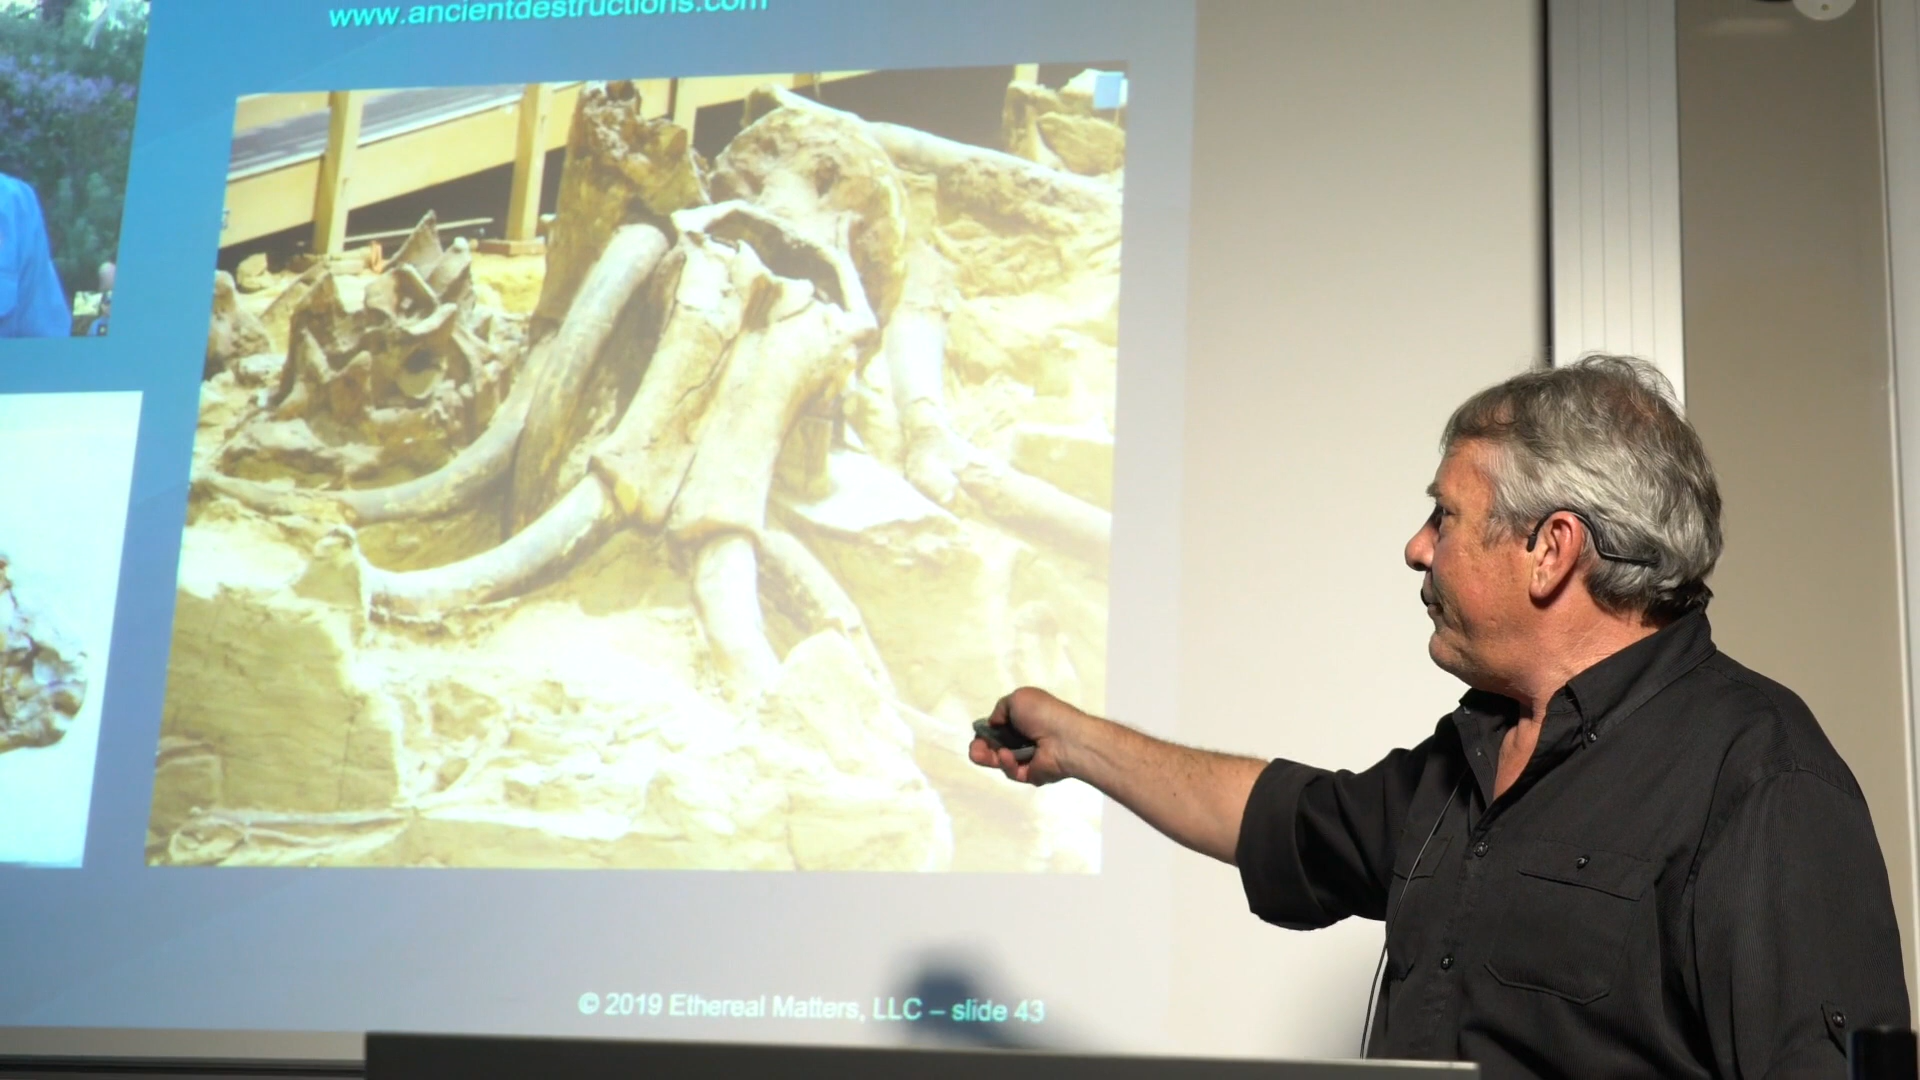 www.ancientdestructions.com
© 2019 Ethereal Matters, LLC – slide 43